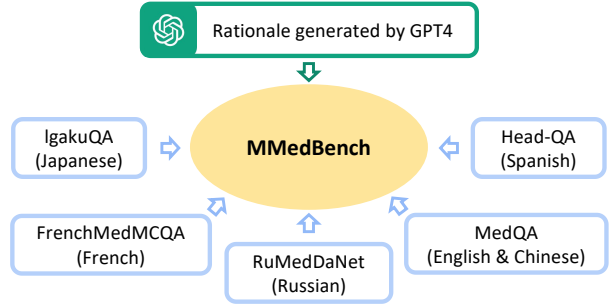 Rationale generated by GPT4
MMedBench
IgakuQA
(Japanese)
Head-QA
(Spanish)
FrenchMedMCQA
(French)
RuMedDaNet
(Russian)
MedQA
(English & Chinese)